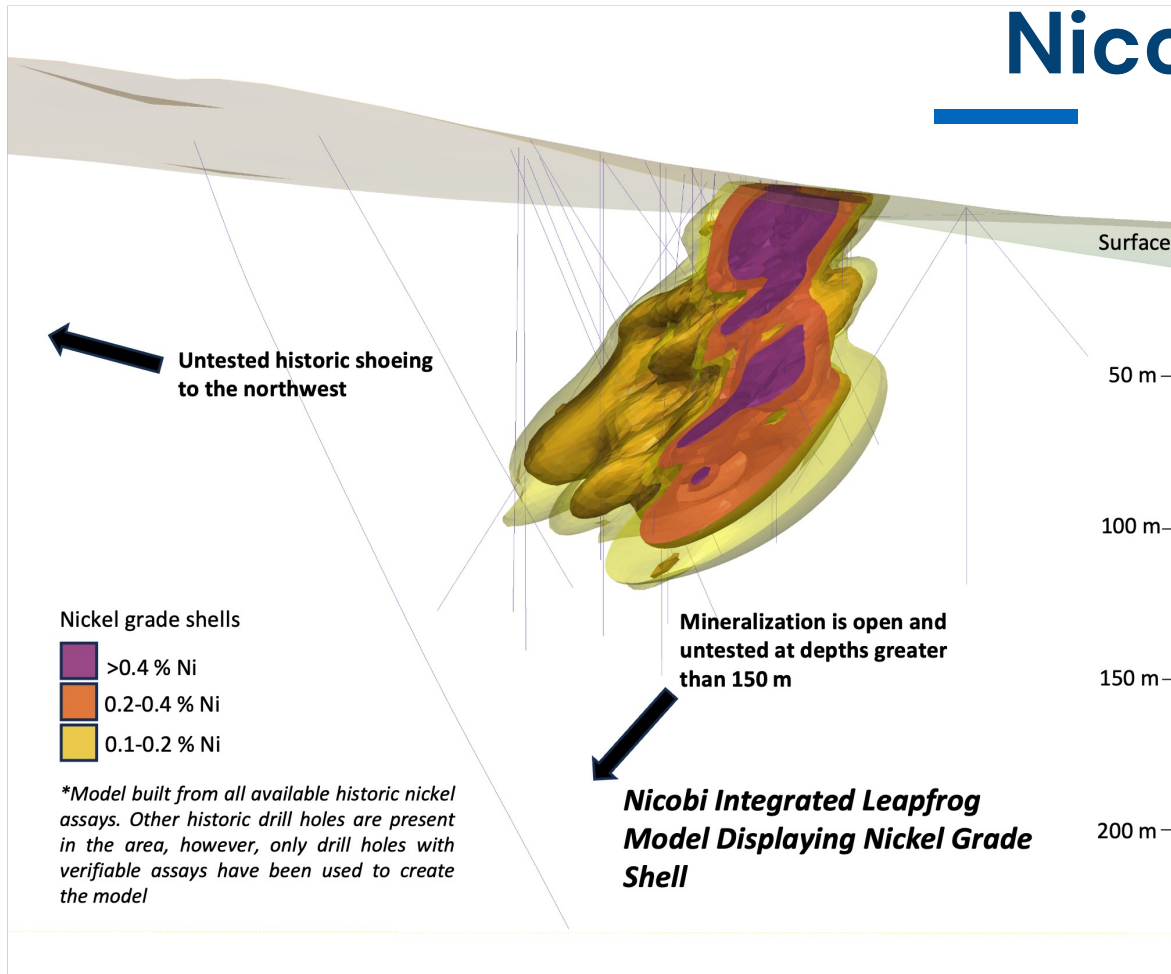 Nico
Surface
Untested historic shoeing
to the northwest
50 m
100 m
Nickel grade shells
>0.4 % Ni
0.2-0.4 % Ni
0.1-0.2 % Ni
Mineralization is open and
untested at depths greater
than 150 m
150 m
*Model built from all available historic nickel
assays. Other historic drill holes are present
in the area, however, only drill holes with
verifiable assays have been used to create
the model
Nicobi Integrated Leapfrog
Model Displaying Nickel Grade
Shell
200 m